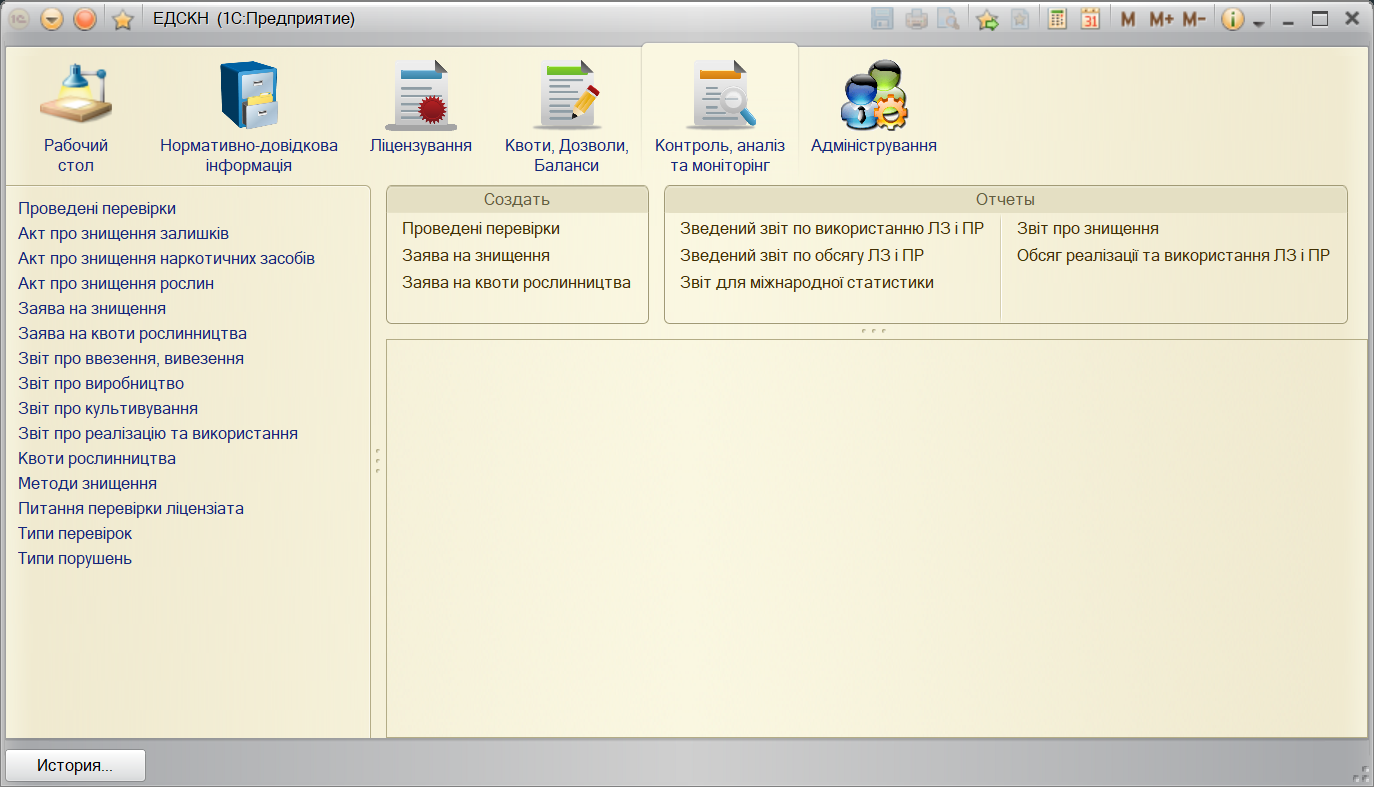 ЕДСКН (1С:Предприятие)
31
M M+ M-
Рабочий
стол
Нормативно-довідкова
інформація
Ліцензування
Квоти, Дозволи,
Баланси
Контроль, аналіз
та моніторінг
Адміністрування
Проведені перевірки
Акт про знищення залишків
Акт про знищення наркотичних засобів
Акт про знищення рослин
Заява на знищення
Заява на квоти рослинництва
Звіт про ввезення, вивезення
Звіт про виробництво
Звіт про культивування
Звіт про реалізацію та використання
Квоти рослинництва
Методи знищення
Питання перевірки ліцензіата
Типи перевірок
Типи порушень
Создать
Проведені перевірки
Заява на знищення
Заява на квоти рослинництва
Отчеты
Зведений звіт по використанню ЛЗ і ПР
Зведений звіт по обсягу ЛЗ і ПР
Звіт для міжнародної статистики
Звіт про знищення
Обсяг реалізації та використання ЛЗ і ПР
История...